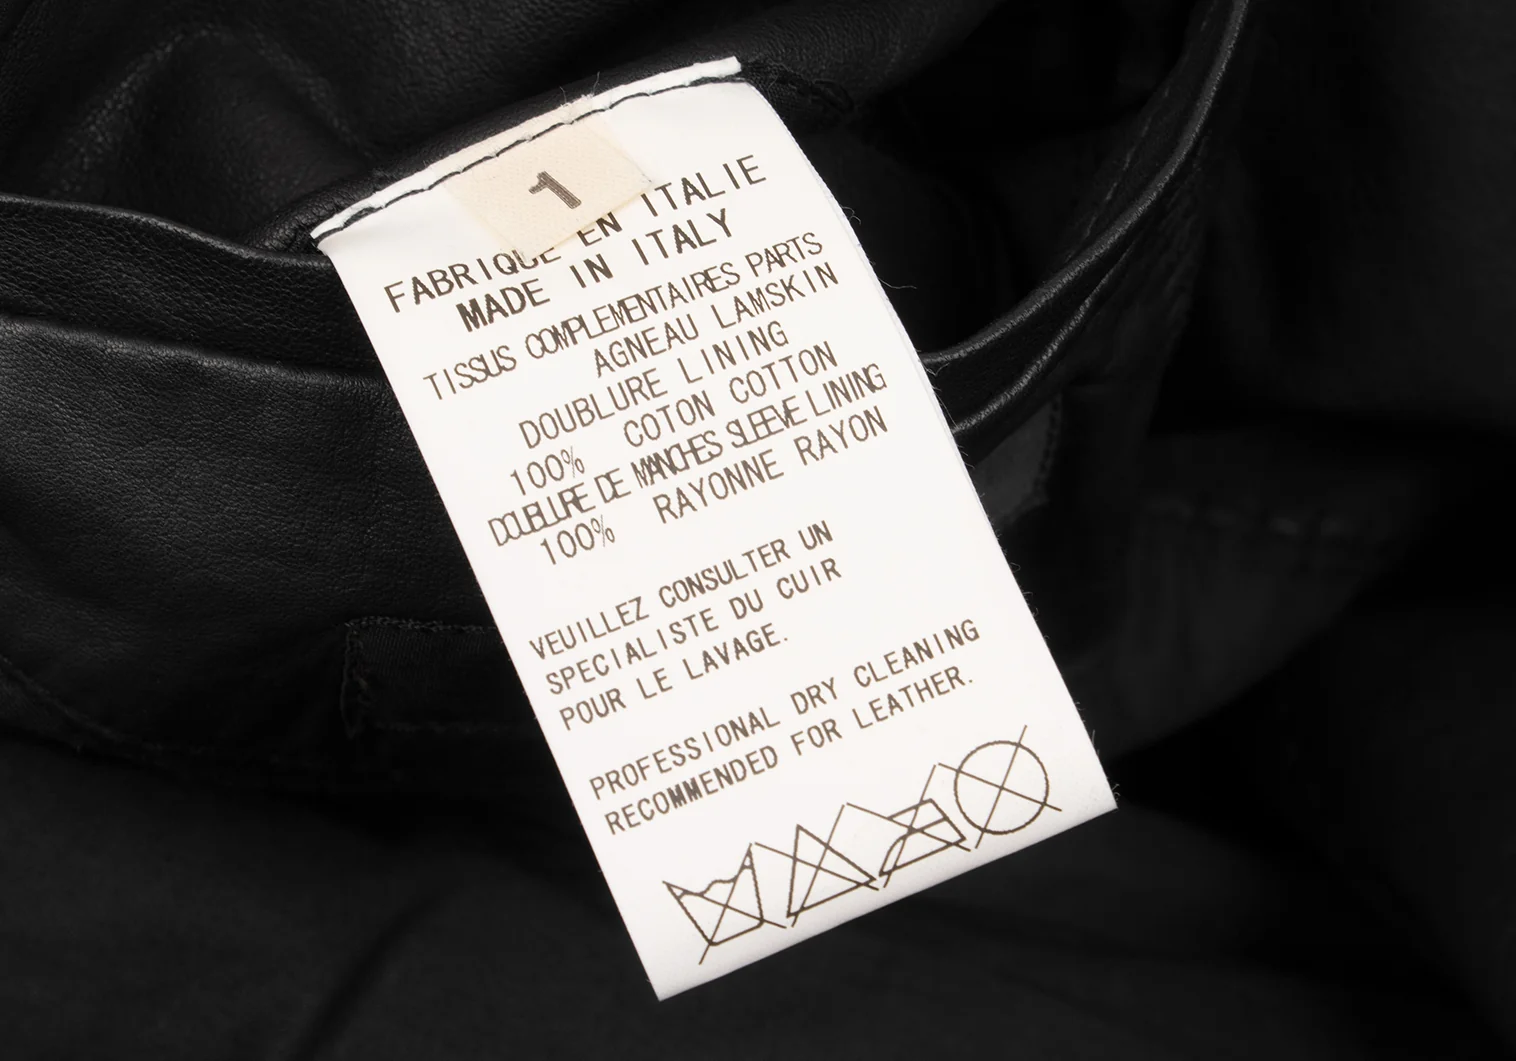 1
FABRIQUE EN ITALIE
MADE IN ITALY
TISSUS COMPLEMENTAIRES PARTS
AGNEAU LAMSKIN
DOUBLURE LINING
100% COTON COTTON
DOUBLURE DE MANCHES SLEEVE LINING
100% RAYONNE RAYON
VEUILLEZ CONSULTER UN
SPECIALISTE DU CUIR
POUR LE LAVAGE.
PROFESSIONAL DRY CLEANING
RECOMMENDED FOR LEATHER.